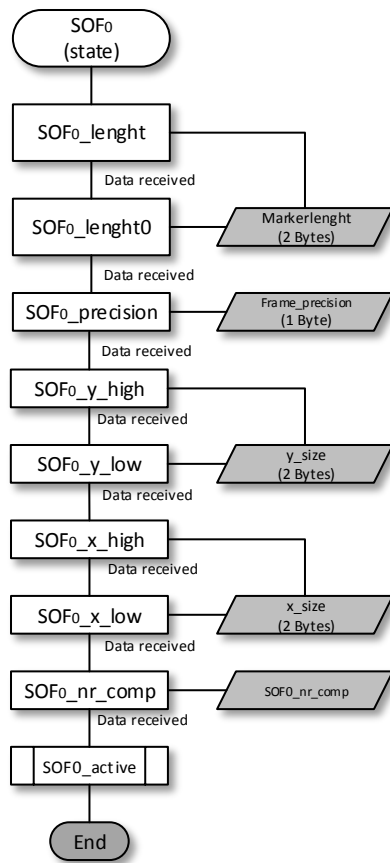 SOF0
(state)
SOF0_lenght
Data received
SOF0_lenght0
Markerlenght
(2 Bytes)
Data received
SOF0_precision
Frame_precision
(1 Byte)
Data received
SOF0_y_high
Data received
SOF0_y_low
y_size
(2 Bytes)
Data received
SOF0_x_high
Data received
SOF0_x_low
x_size
(2 Bytes)
Data received
SOF0_nr_comp
SOF0_nr_comp
Data received
SOF0_active
End